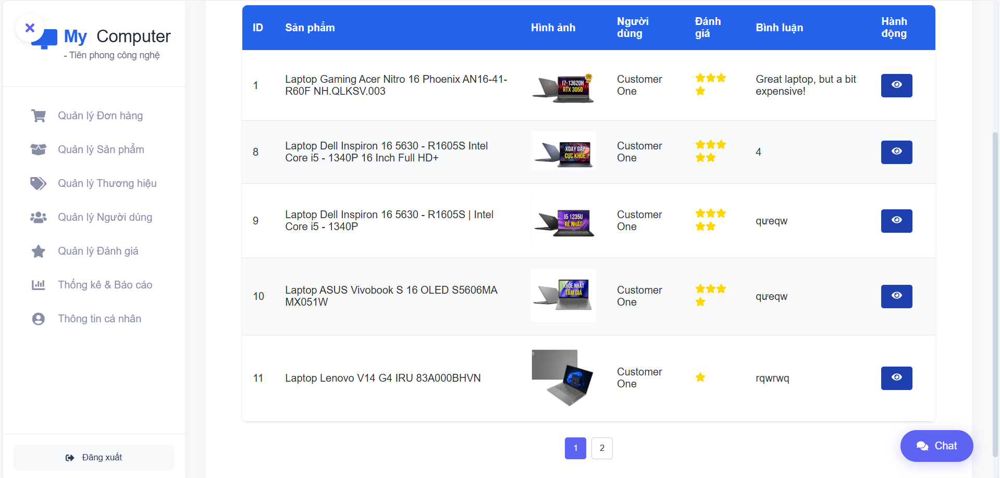 My Computer
- Tiên phong công nghệ
Quản lý Đơn hàng
Quản lý Sản phẩm
Quản lý Thương hiệu
Quản lý Người dùng
Quản lý Đánh giá
Thống kê & Báo cáo
Thông tin cá nhân
Đăng xuất
ID
Sản phẩm
Hình ảnh
Người
dùng
Đánh
giá
Bình luận
Hành
động
1
Laptop Gaming Acer Nitro 16 Phoenix AN16-41-
R60F NH.QLKSV.003
I7-13620H
RTX 3050
Customer
One
Great laptop, but a bit
expensive!
8
Laptop Dell Inspiron 16 5630 - R1605S Intel
Core i5 - 1340P 16 Inch Full HD+
XOAY GẬP
CỰC KHỎE
Customer
One
4
9
Laptop Dell Inspiron 16 5630 - R1605S | Intel
Core i5 - 1340P
I5 1235U
RẺ NHẤT
Customer
One
qưeqw
10
Laptop ASUS Vivobook S 16 OLED S5606MA
MX051W
KHỎE NHẤT
TẦM GIÁ
Customer
One
qưeqw
11
Laptop Lenovo V14 G4 IRU 83A000BHVN
Customer
One
rqwrwq
1
2
Chat